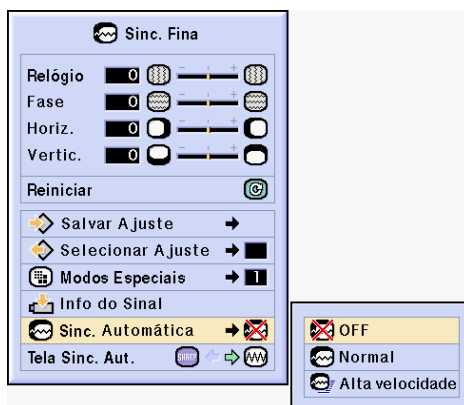 Sinc. Fina
Relógio 0 - +
Fase 0 - +
Horiz. 0 - +
Vertic. 0 - +
Reiniciar
Salvar Ajuste
Selecionar Ajuste
Modos Especiais 1
Info do Sinal
Sinc. Automática
Tela Sinc. Aut. SHARP
OFF
Normal
Alta velocidade